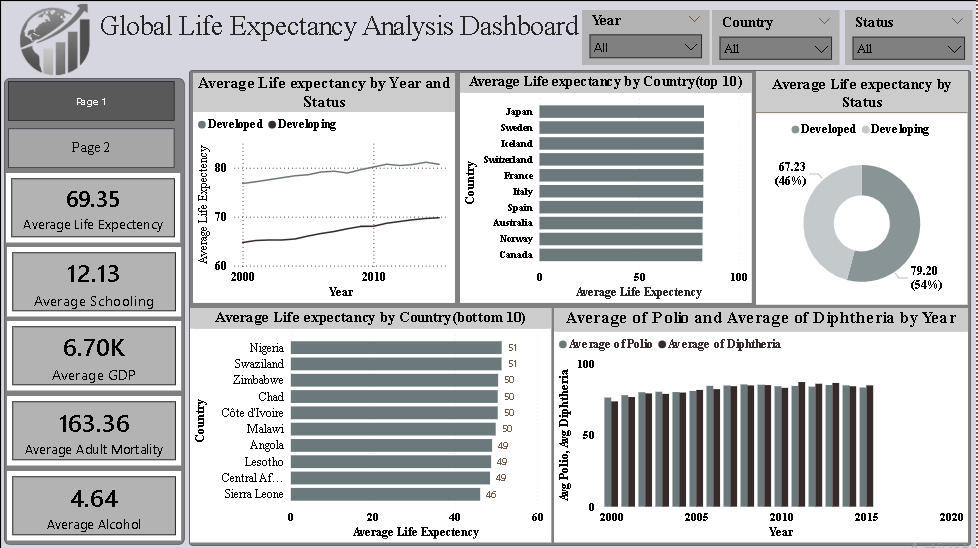 Global Life Expectancy Analysis Dashboard
Year
All
Country
All
Status
All
Page 1
Page 2
69.35
Average Life Expectency
12.13
Average Schooling
6.70K
Average GDP
163.36
Average Adult Mortality
4.64
Average Alcohol
Average Life expectancy by Year and
Status
Developed Developing
Average Life Expectency
80
70
60
2000 2010
Year
Average Life expectancy by Country(top 10)
Country
Japan
Sweden
Iceland
Switzerland
France
Italy
Spain
Australia
Norway
Canada
0 50 100
Average Life Expectency
Average Life expectancy by
Status
Developed Developing
67.23
(46%)
79.20
(54%)
Average Life expectancy by Country(bottom 10)
Country
Nigeria 51
Swaziland 51
Zimbabwe 50
Chad 50
Côte d'Ivoire 50
Malawi 50
Angola 49
Lesotho 49
Central Af... 49
Sierra Leone 46
0 20 40 60
Average Life Expectency
Average of Polio and Average of Diphtheria by Year
Average of Polio Average of Diphtheria
Avg Polio, Avg Diphtheria
100
50
0
2000 2005 2010 2015 2020
Year